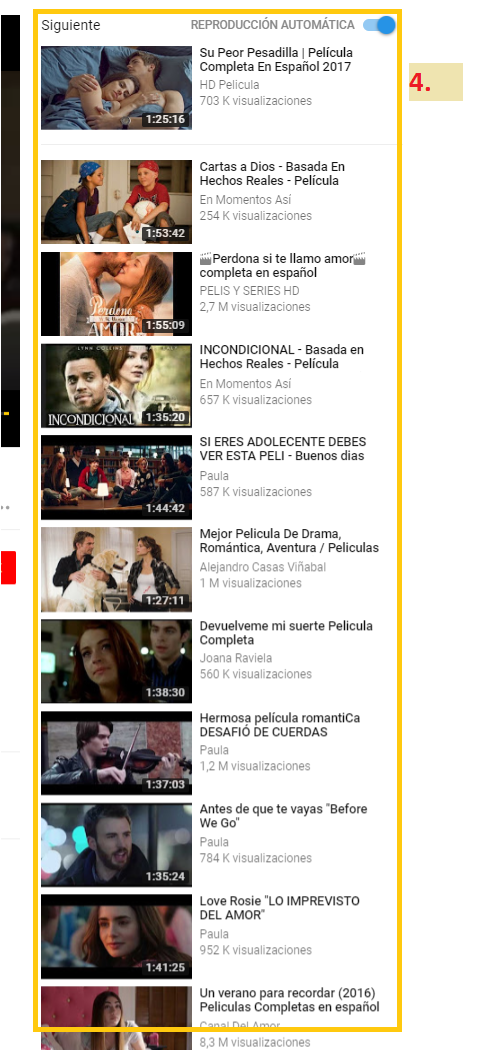 Siguiente REPRODUCCIÓN AUTOMÁTICA
4.
Su Peor Pesadilla | Película
Completa En Español 2017
HD Pelicula
703 K visualizaciones
1:25:16
Cartas a Dios - Basada En
Hechos Reales - Película
En Momentos Así
254 K visualizaciones
1:53:42
🎬Perdona si te llamo amor🎬
completa en español
PELIS Y SERIES HD
2,7 M visualizaciones
Perdona
AMOR
1:55:09
INCONDICIONAL - Basada en
Hechos Reales - Película
En Momentos Así
657 K visualizaciones
INCONDICIONAL
1:35:20
SI ERES ADOLECENTE DEBES
VER ESTA PELI - Buenos dias
Paula
587 K visualizaciones
1:44:42
Mejor Pelicula De Drama,
Romántica, Aventura / Peliculas
Alejandro Casas Viñabal
1 M visualizaciones
1:27:11
Devuelveme mi suerte Pelicula
Completa
Joana Raviela
560 K visualizaciones
1:38:30
Hermosa película romantiCa
DESAFIÓ DE CUERDAS
Paula
1,2 M visualizaciones
1:37:03
Antes de que te vayas "Before
We Go"
Paula
784 K visualizaciones
1:35:24
Love Rosie "LO IMPREVISTO
DEL AMOR"
Paula
952 K visualizaciones
1:41:25
Un verano para recordar (2016)
Peliculas Completas en español
Canal Del Amor
8,3 M visualizaciones